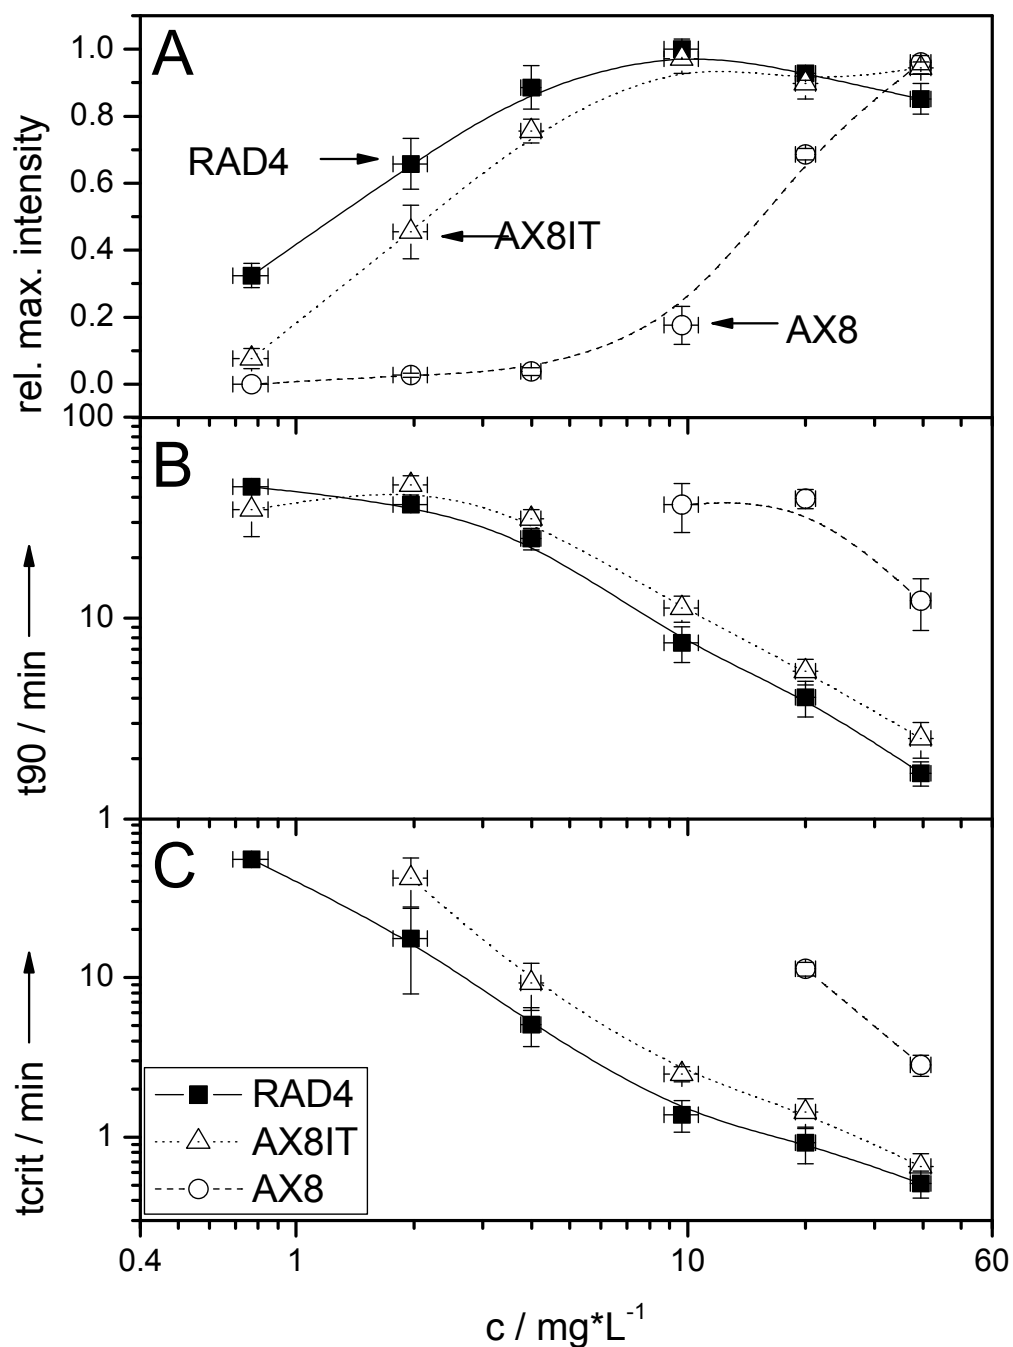 A
1.0
0.8
0.6
0.4
0.2
0.0
rel. max. intensity
RAD4
AX8IT
AX8
B
100
10
1
t90 / min
C
10
1
tcrit / min
RAD4
AX8IT
AX8
0.4 1 10 60
c / mg*L⁻¹